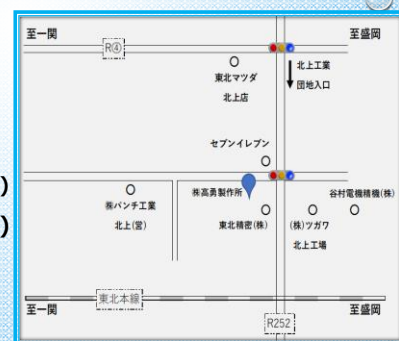 至一関
至盛岡
R④
北上工業
団地入口
東北マツダ
北上店
セブンイレブン
)
)
㈱パンチ工業
北上(営)
㈱高勇製作所
東北精密(株)
(株)ツガワ
北上工場
谷村電機精機(株)
至一関
東北本線
R252
至盛岡